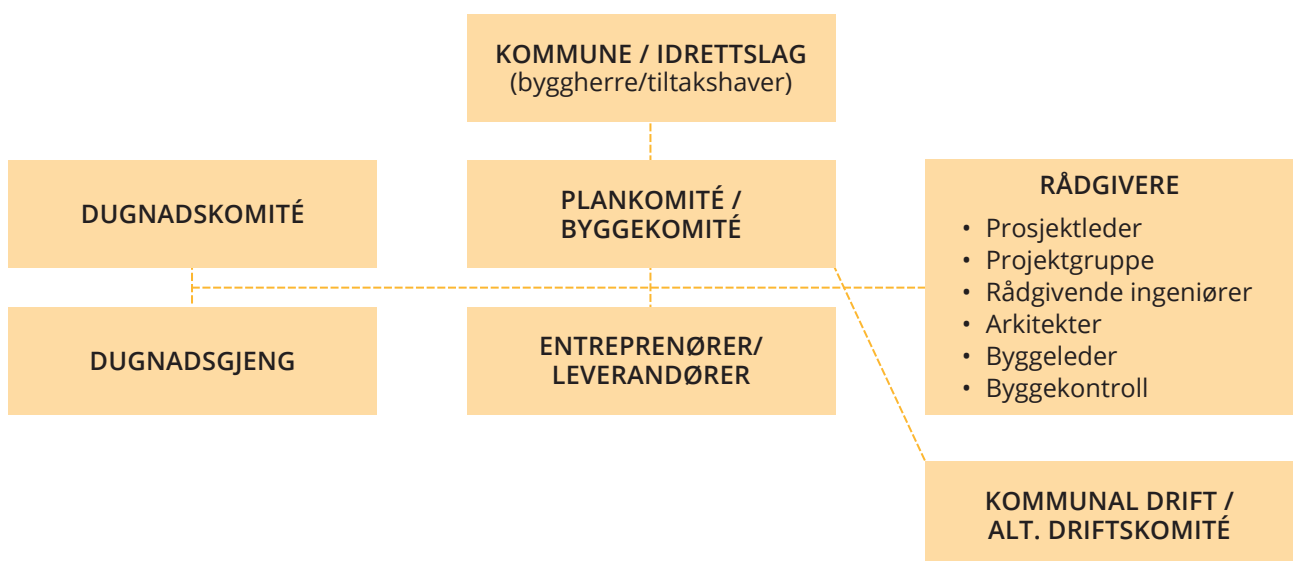 KOMMUNE / IDRETTSLAG
(byggherre/tiltakshaver)
DUGNADSKOMITÉ
PLANKOMITÉ /
BYGGEKOMITÉ
RÅDGIVERE
• Prosjektleder
• Projektgruppe
• Rådgivende ingeniører
• Arkitekter
• Byggeleder
• Byggekontroll
DUGNADSGJENG
ENTREPRENØRER/
LEVERANDØRER
KOMMUNAL DRIFT /
ALT. DRIFTSKOMITÉ